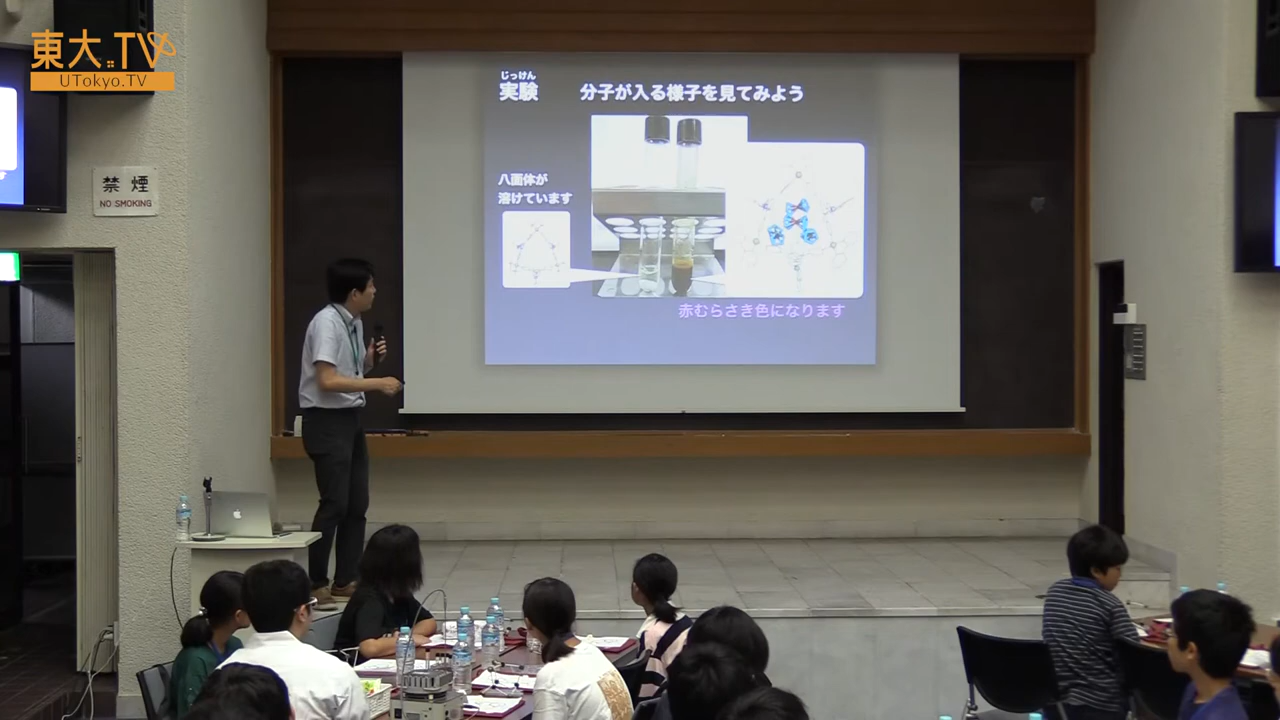 東大.TV
UTokyo.TV
禁煙
NO SMOKING
じっけん
実験 分子が入る様子を見てみよう
八面体が
溶けています
赤むらさき色になります